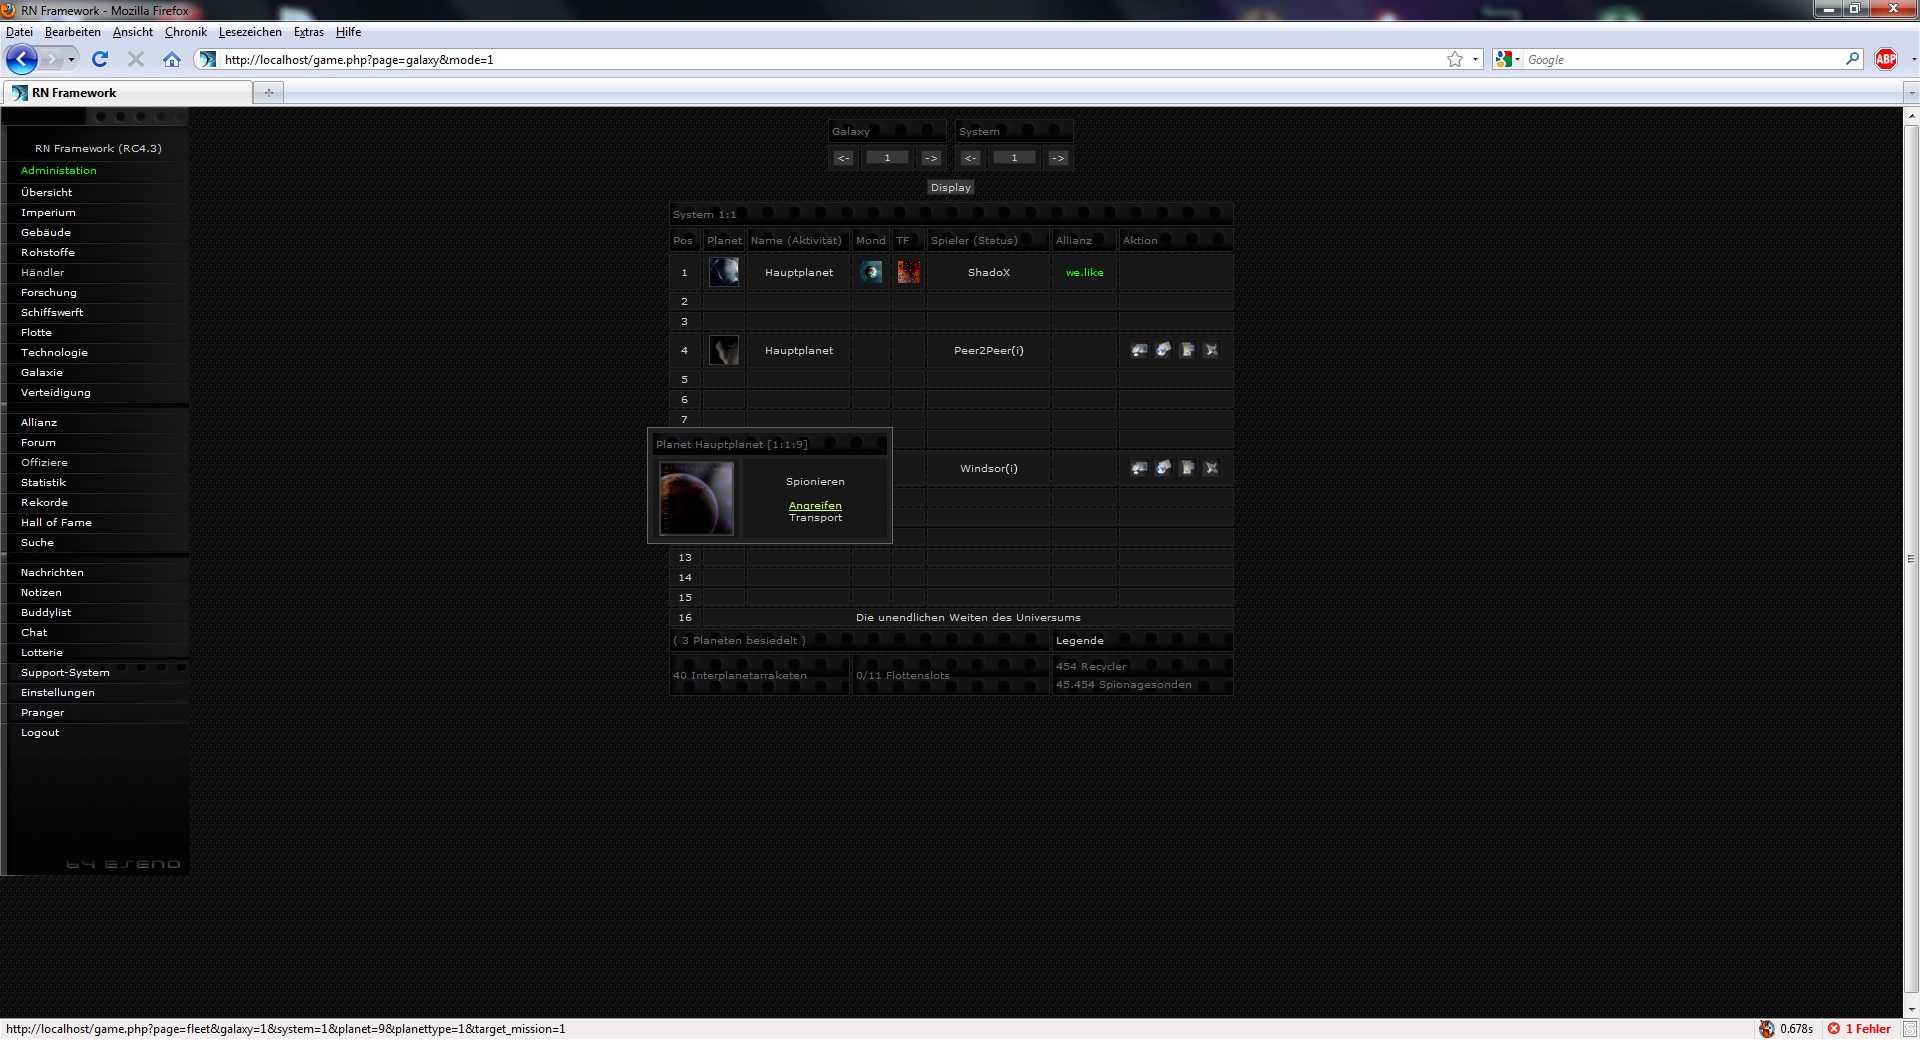 RN Framework - Mozilla Firefox
Datei Bearbeiten Ansicht Chronik Lesezeichen Extras Hilfe
http://localhost/game.php?page=galaxy&mode=1
Google
ABP
RN Framework
RN Framework (RC4.3)
Administation
Übersicht
Imperium
Gebäude
Rohstoffe
Händler
Forschung
Schiffswerft
Flotte
Technologie
Galaxie
Verteidigung
Allianz
Forum
Offiziere
Statistik
Rekorde
Hall of Fame
Suche
Nachrichten
Notizen
Buddylist
Chat
Lotterie
Support-System
Einstellungen
Pranger
Logout
Galaxy System
<- 1 -> <- 1 ->
Display
System 1:1
Pos Planet Name (Aktivität) Mond TF Spieler (Status) Allianz Aktion
1 Hauptplanet ShadoX we.like
2
3
4 Hauptplanet Peer2Peer(i)
5
6
7
Planet Hauptplanet [1:1:9]
Spionieren
Angreifen
Transport
Windsor(i)
13
14
15
16 Die unendlichen Weiten des Universums
( 3 Planeten besiedelt ) Legende
40 Interplanetarraketen 0/11 Flottenslots 454 Recycler
45.454 Spionagesonden
http://localhost/game.php?page=fleet&galaxy=1&system=1&planet=9&planettype=1&target_mission=1
0.678s 1 Fehler